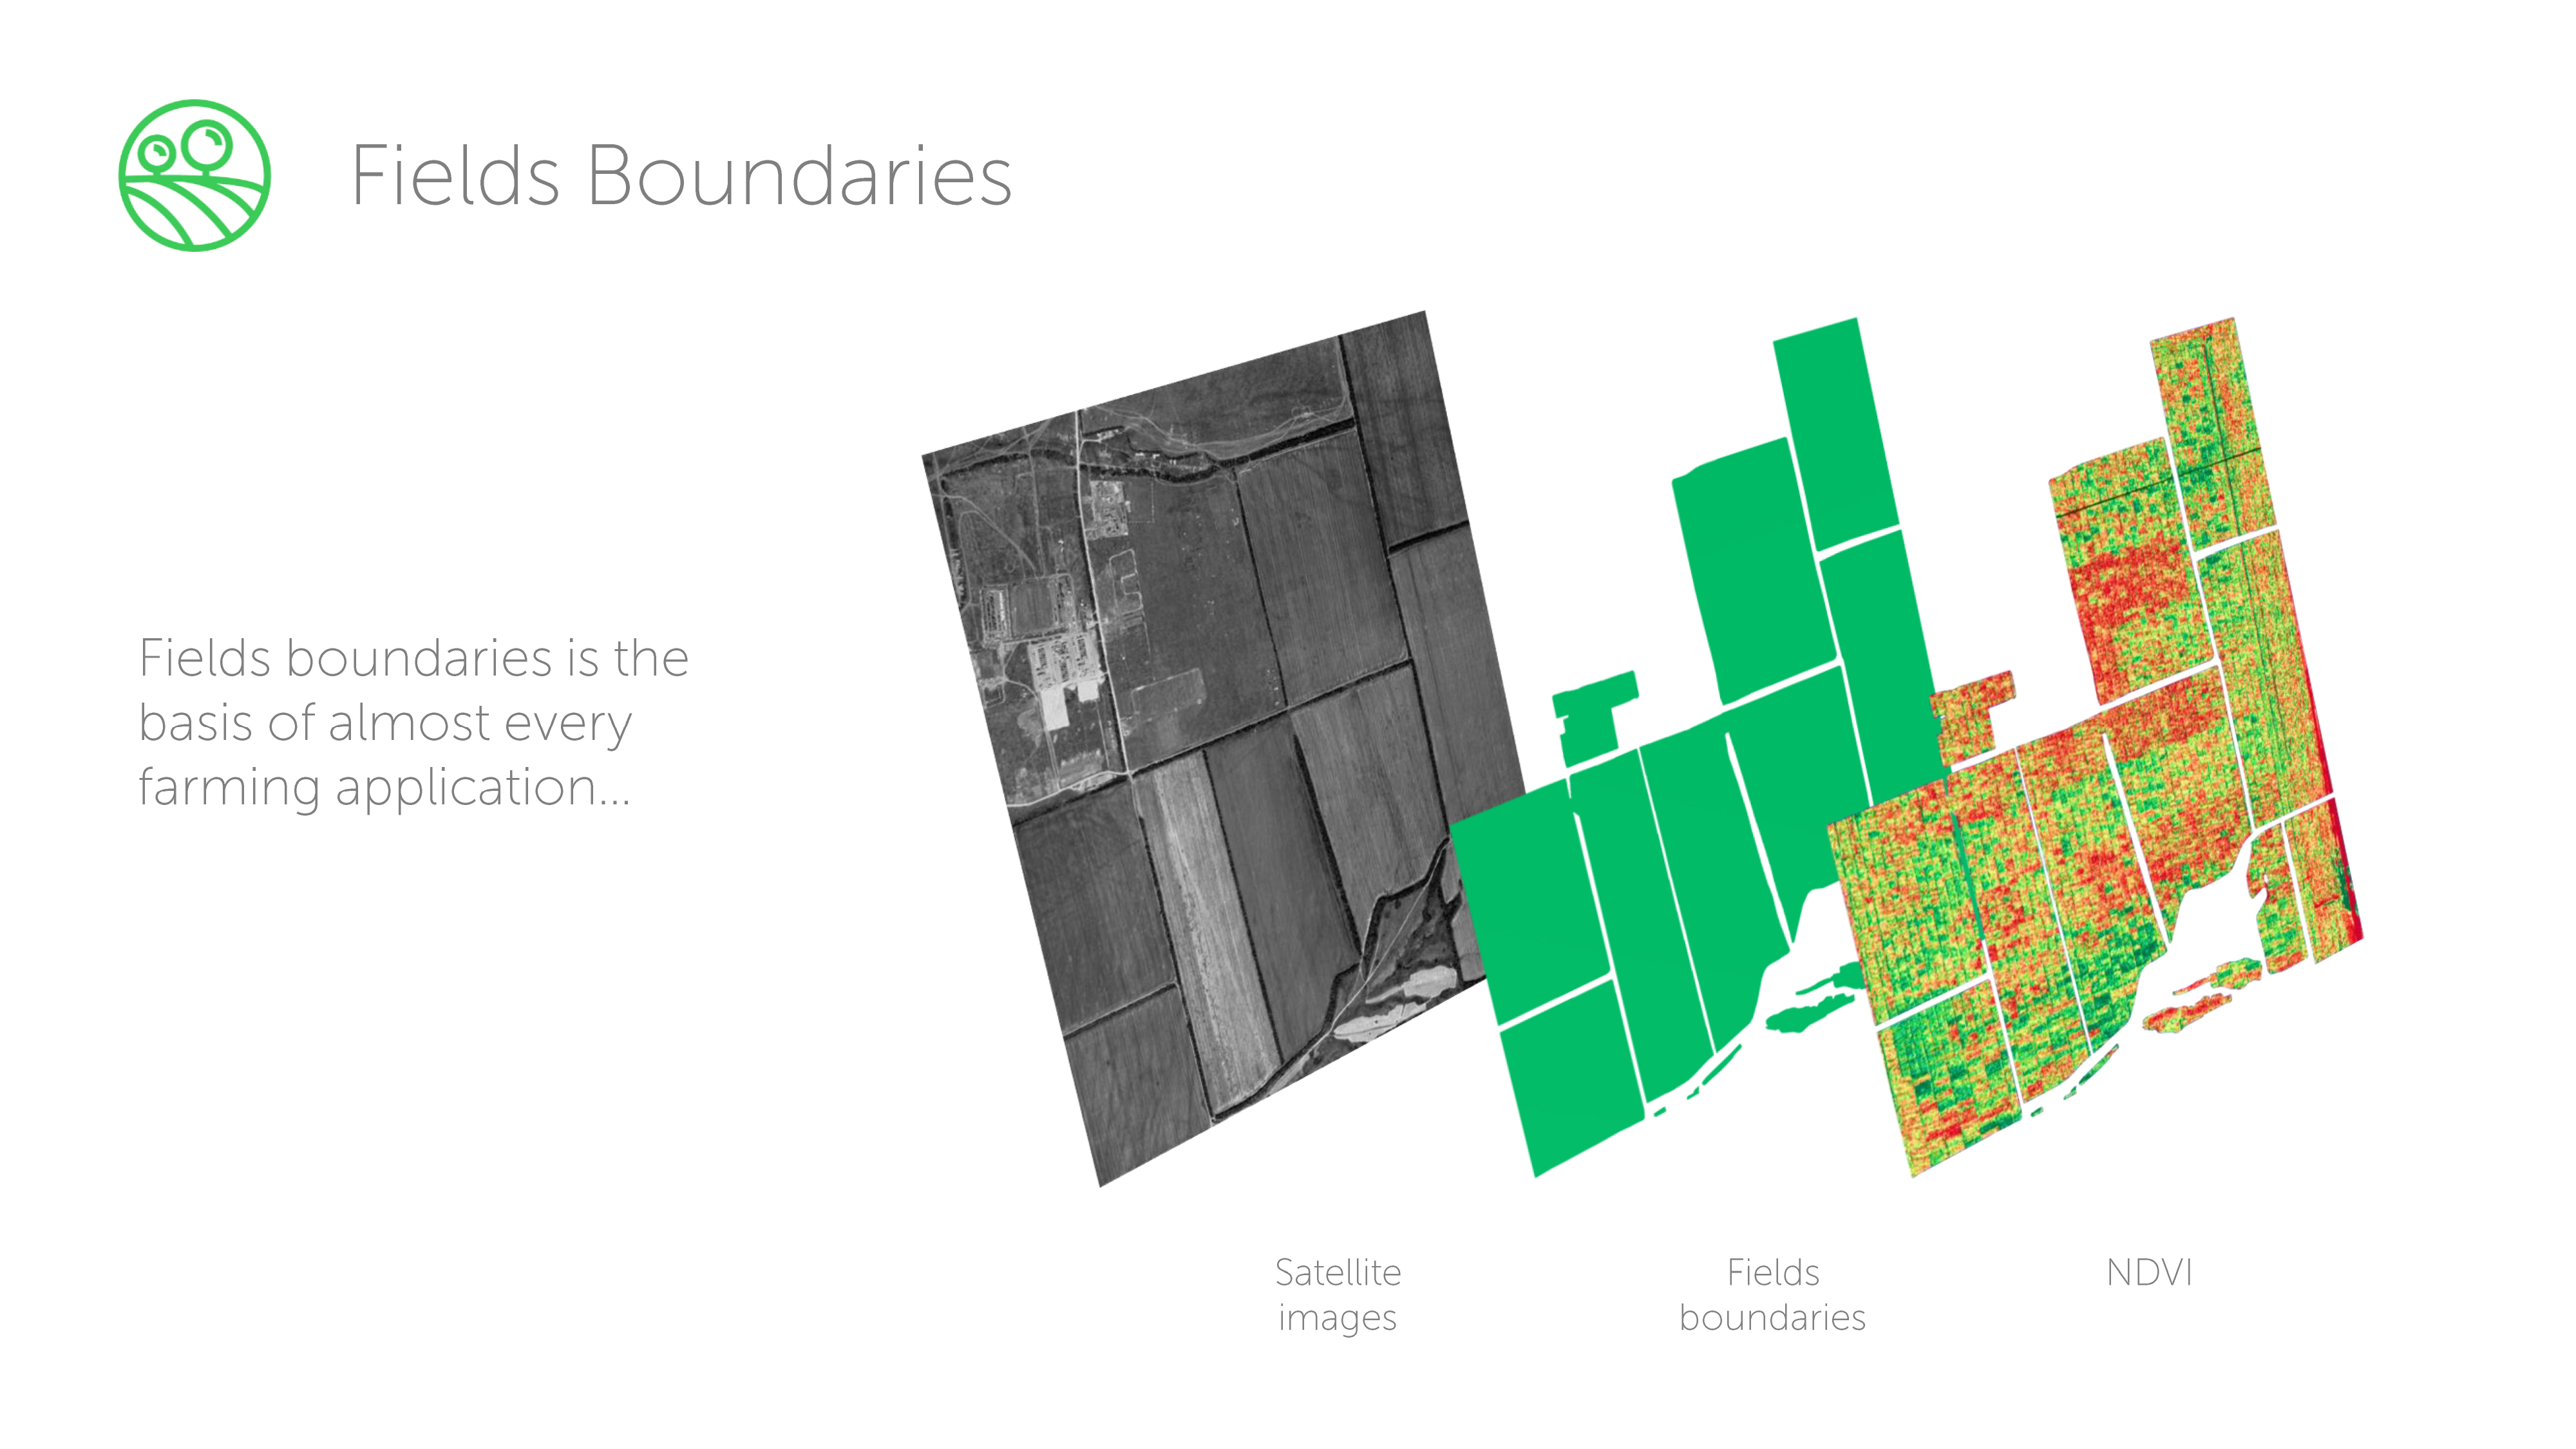 Fields Boundaries
Fields boundaries is the
basis of almost every
farming application...
Satellite
images
Fields
boundaries
NDVI